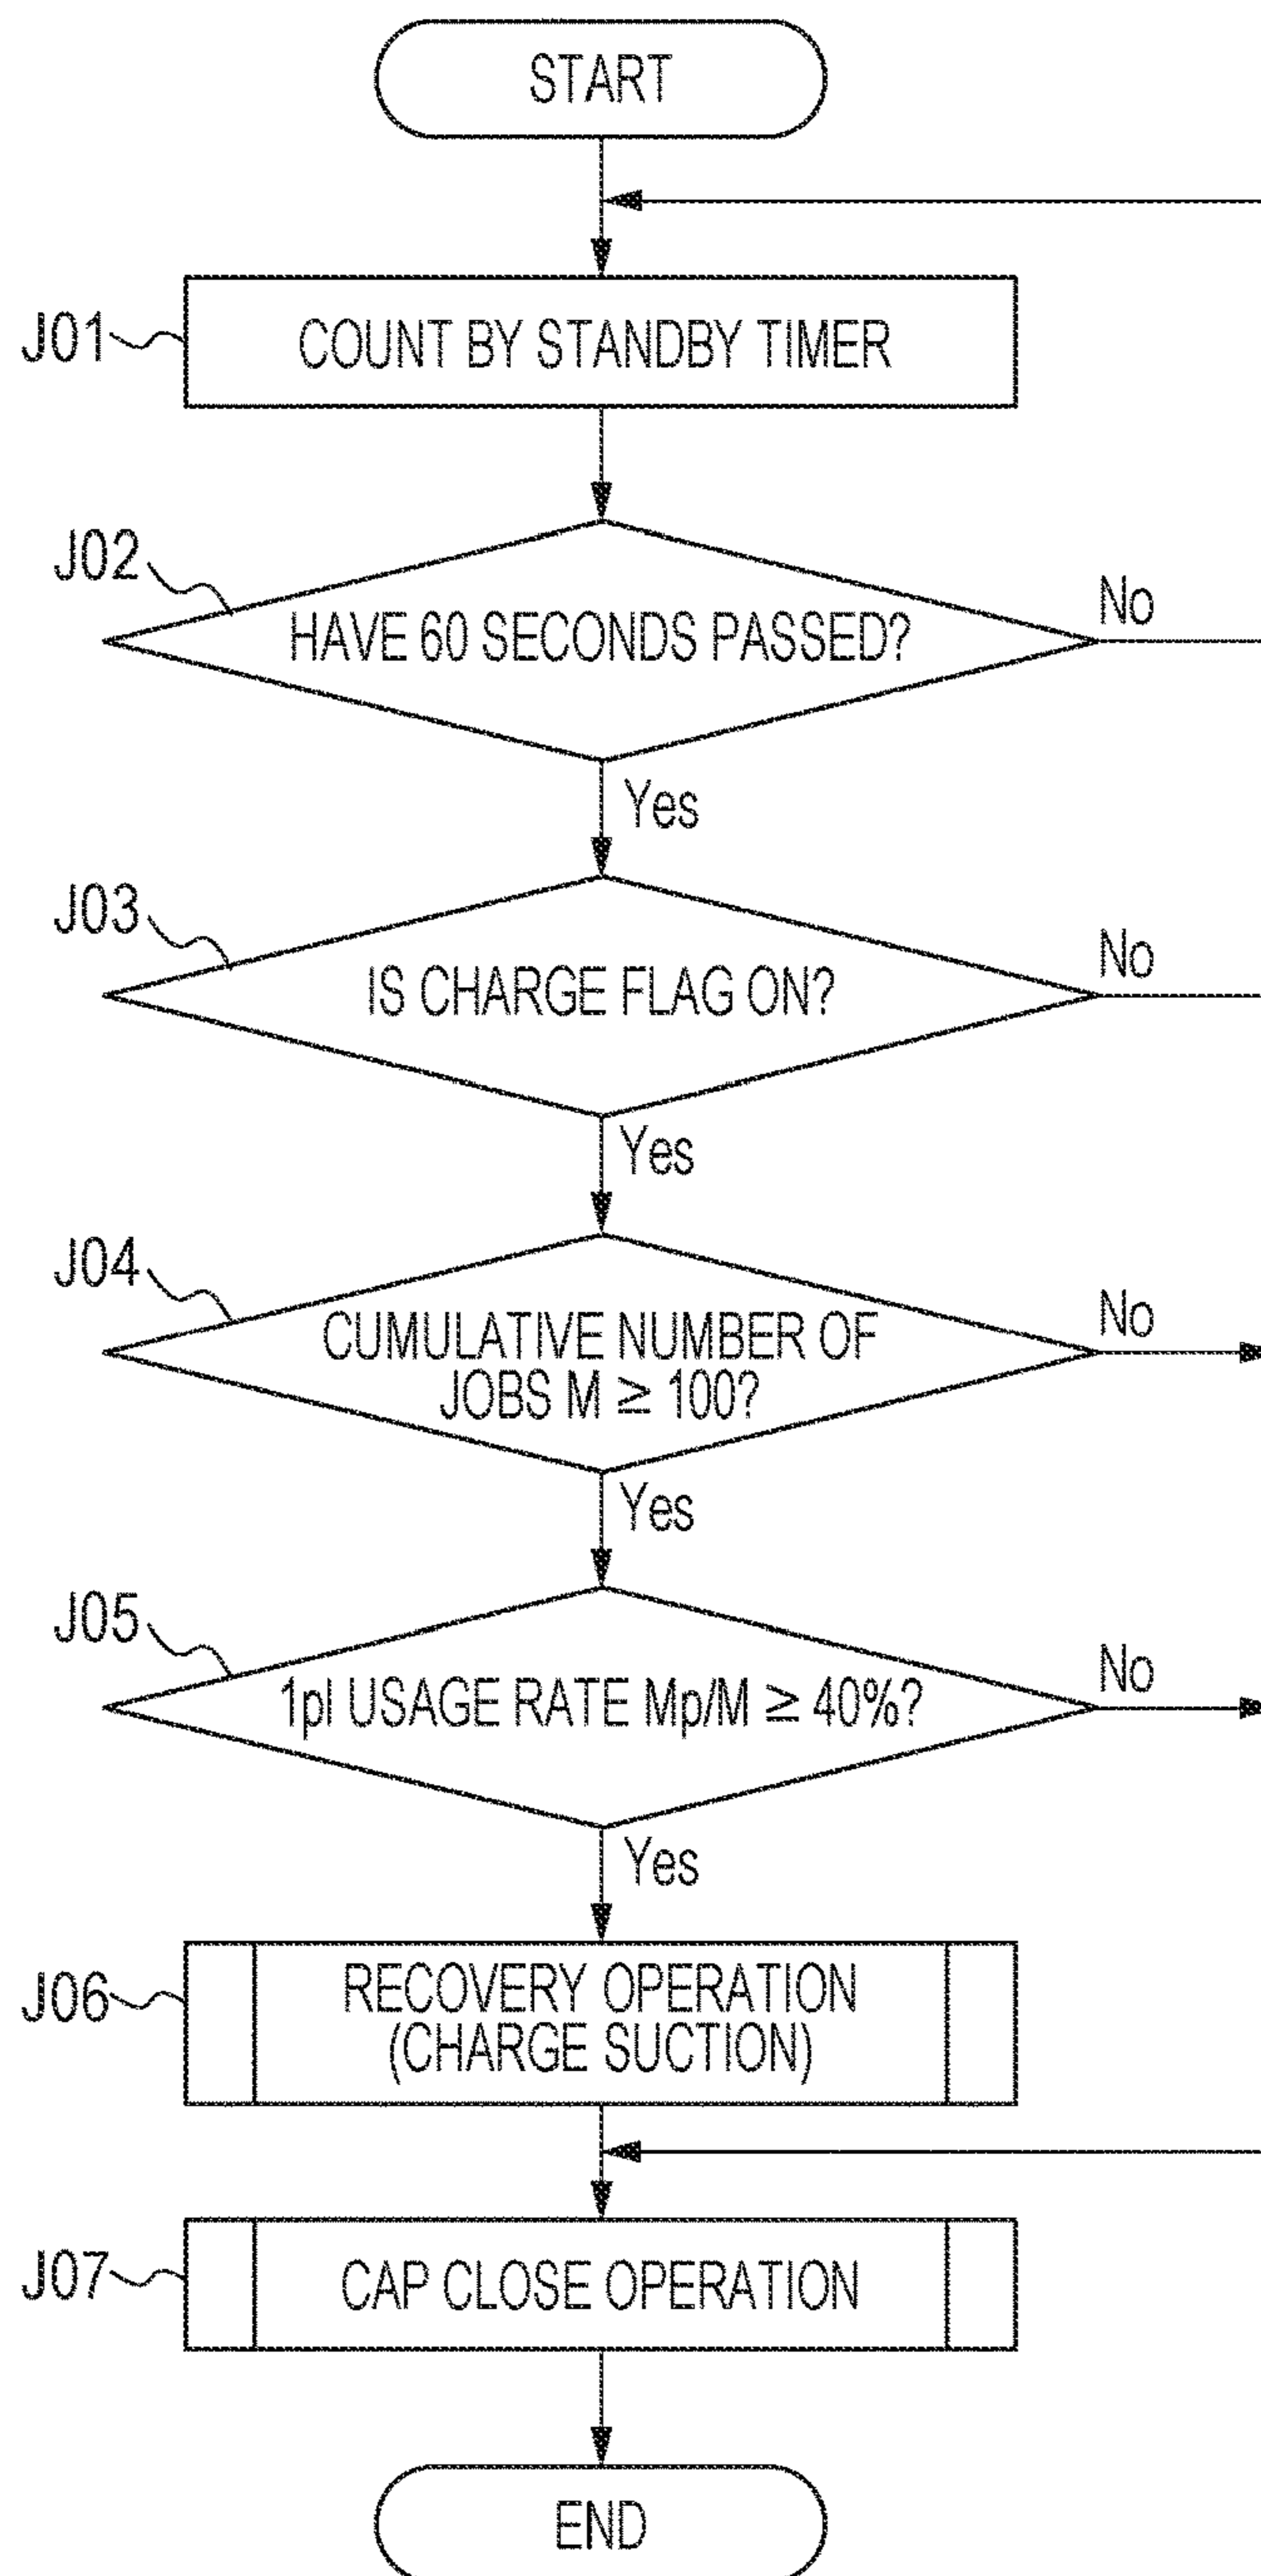 START
J01
COUNT BY STANDBY TIMER
J02
HAVE 60 SECONDS PASSED?
No
Yes
J03
IS CHARGE FLAG ON?
No
Yes
J04
CUMULATIVE NUMBER OF
JOBS M ≥ 100?
No
Yes
J05
1pl USAGE RATE Mp/M ≥ 40%?
No
Yes
J06
RECOVERY OPERATION
(CHARGE SUCTION)
J07
CAP CLOSE OPERATION
END